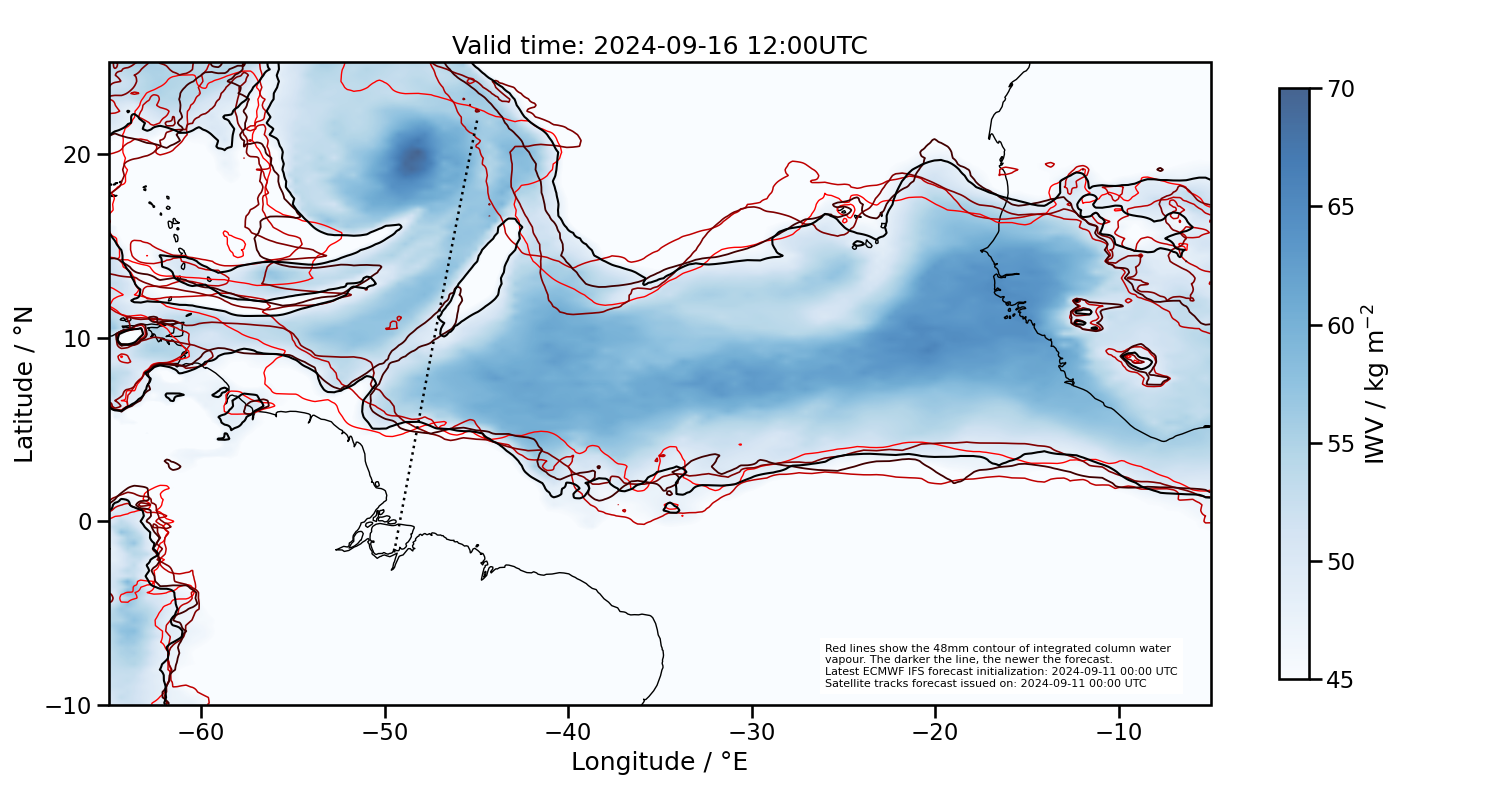 Valid time: 2024-09-16 12:00UTC
Latitude / °N
20
10
0
−10
−60
−50
−40
−30
−20
−10
Longitude / °E
Red lines show the 48mm contour of integrated column water
vapour. The darker the line, the newer the forecast.
Latest ECMWF IFS forecast initialization: 2024-09-11 00:00 UTC
Satellite tracks forecast issued on: 2024-09-11 00:00 UTC
70
65
60
55
50
45
IWV / kg m⁻²